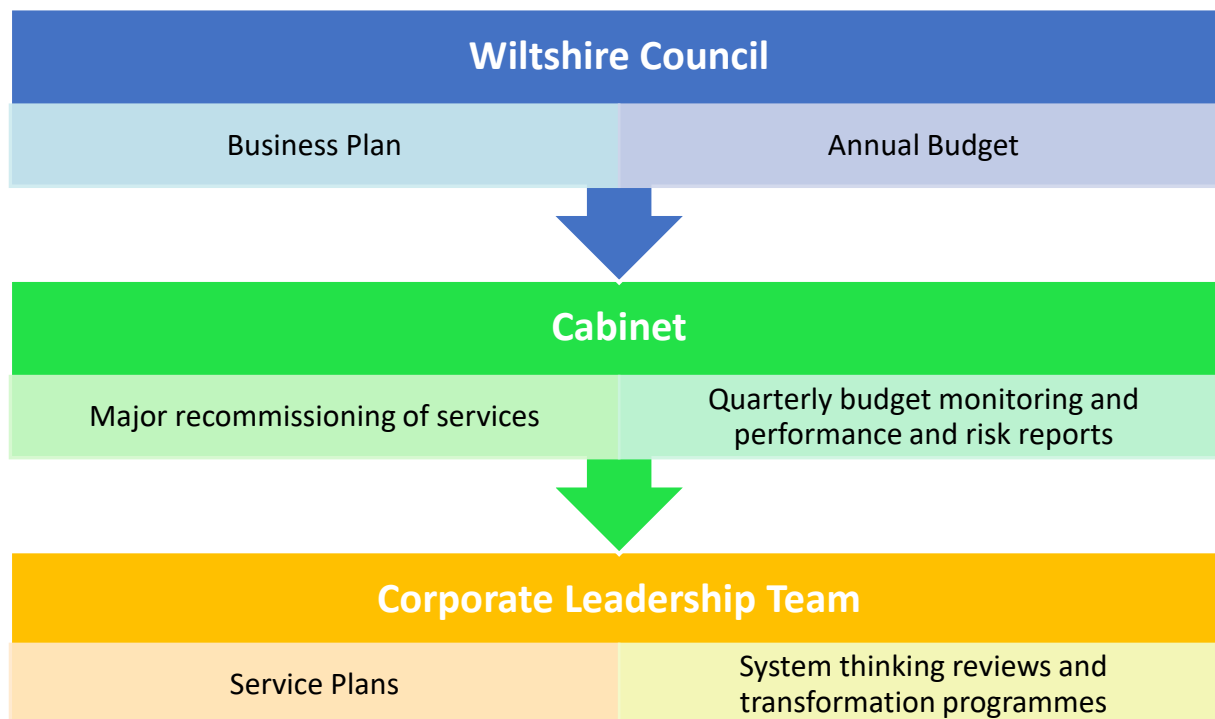 Wiltshire Council
Business Plan
Annual Budget
Cabinet
Major recommissioning of services
Quarterly budget monitoring and
performance and risk reports
Corporate Leadership Team
Service Plans
System thinking reviews and
transformation programmes